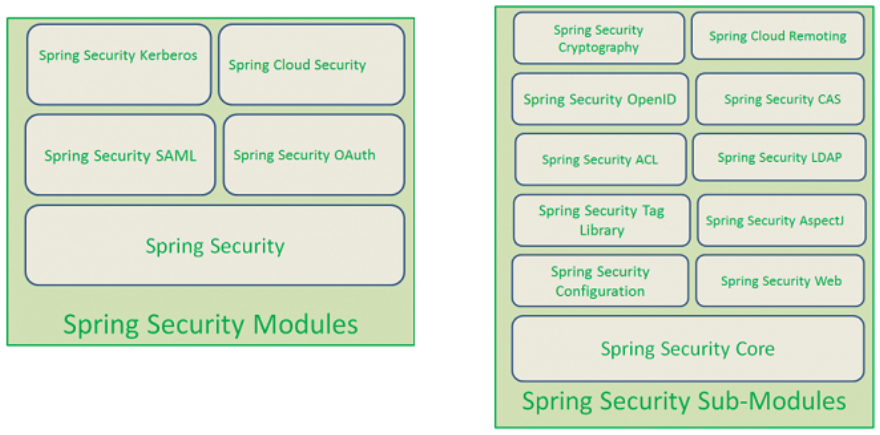 Spring Security Kerberos
Spring Cloud Security
Spring Security SAML
Spring Security OAuth
Spring Security
Spring Security Modules
Spring Security
Cryptography
Spring Cloud Remoting
Spring Security OpenID
Spring Security CAS
Spring Security ACL
Spring Security LDAP
Spring Security Tag
Library
Spring Security AspectJ
Spring Security
Configuration
Spring Security Web
Spring Security Core
Spring Security Sub-Modules